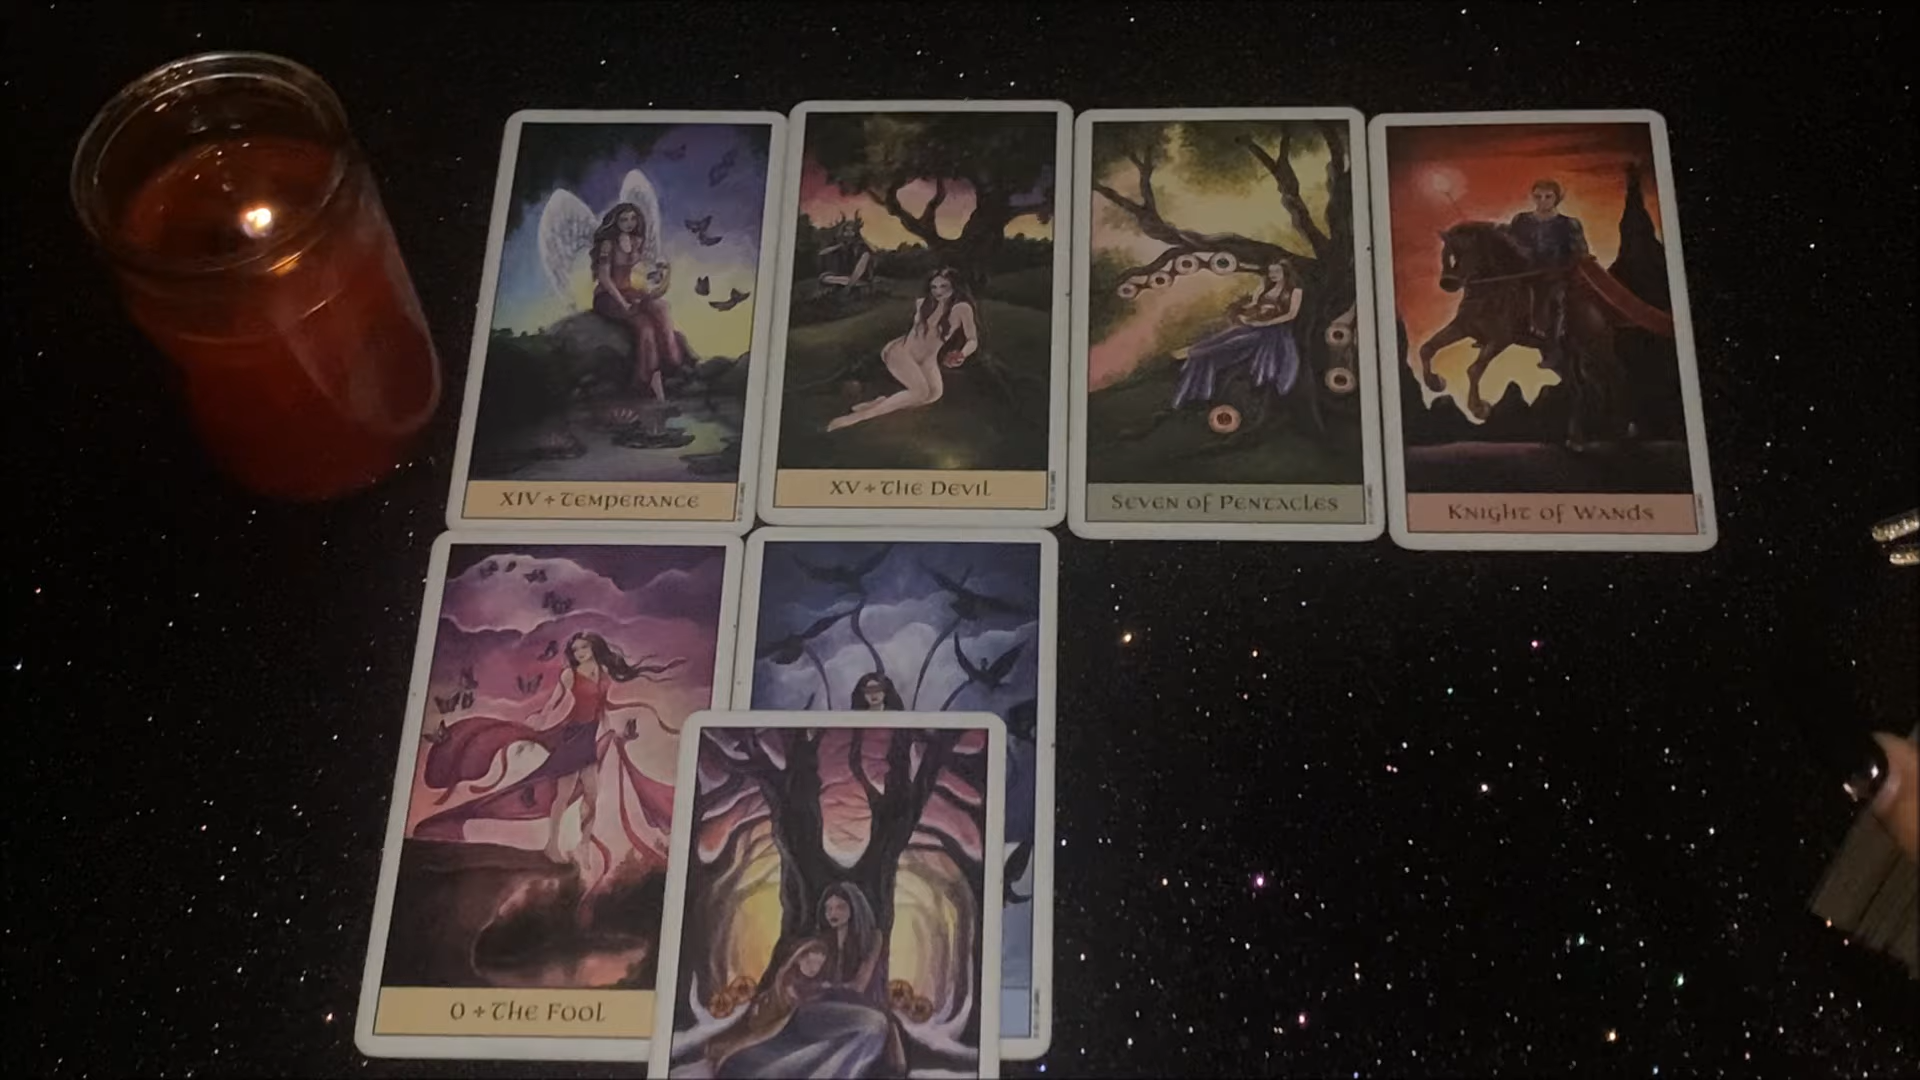 XIV + TEMPERANCE
XV + THE DEVIL
SEVEN OF PENTACLES
KNIGHT OF WANDS
0 + THE FOOL